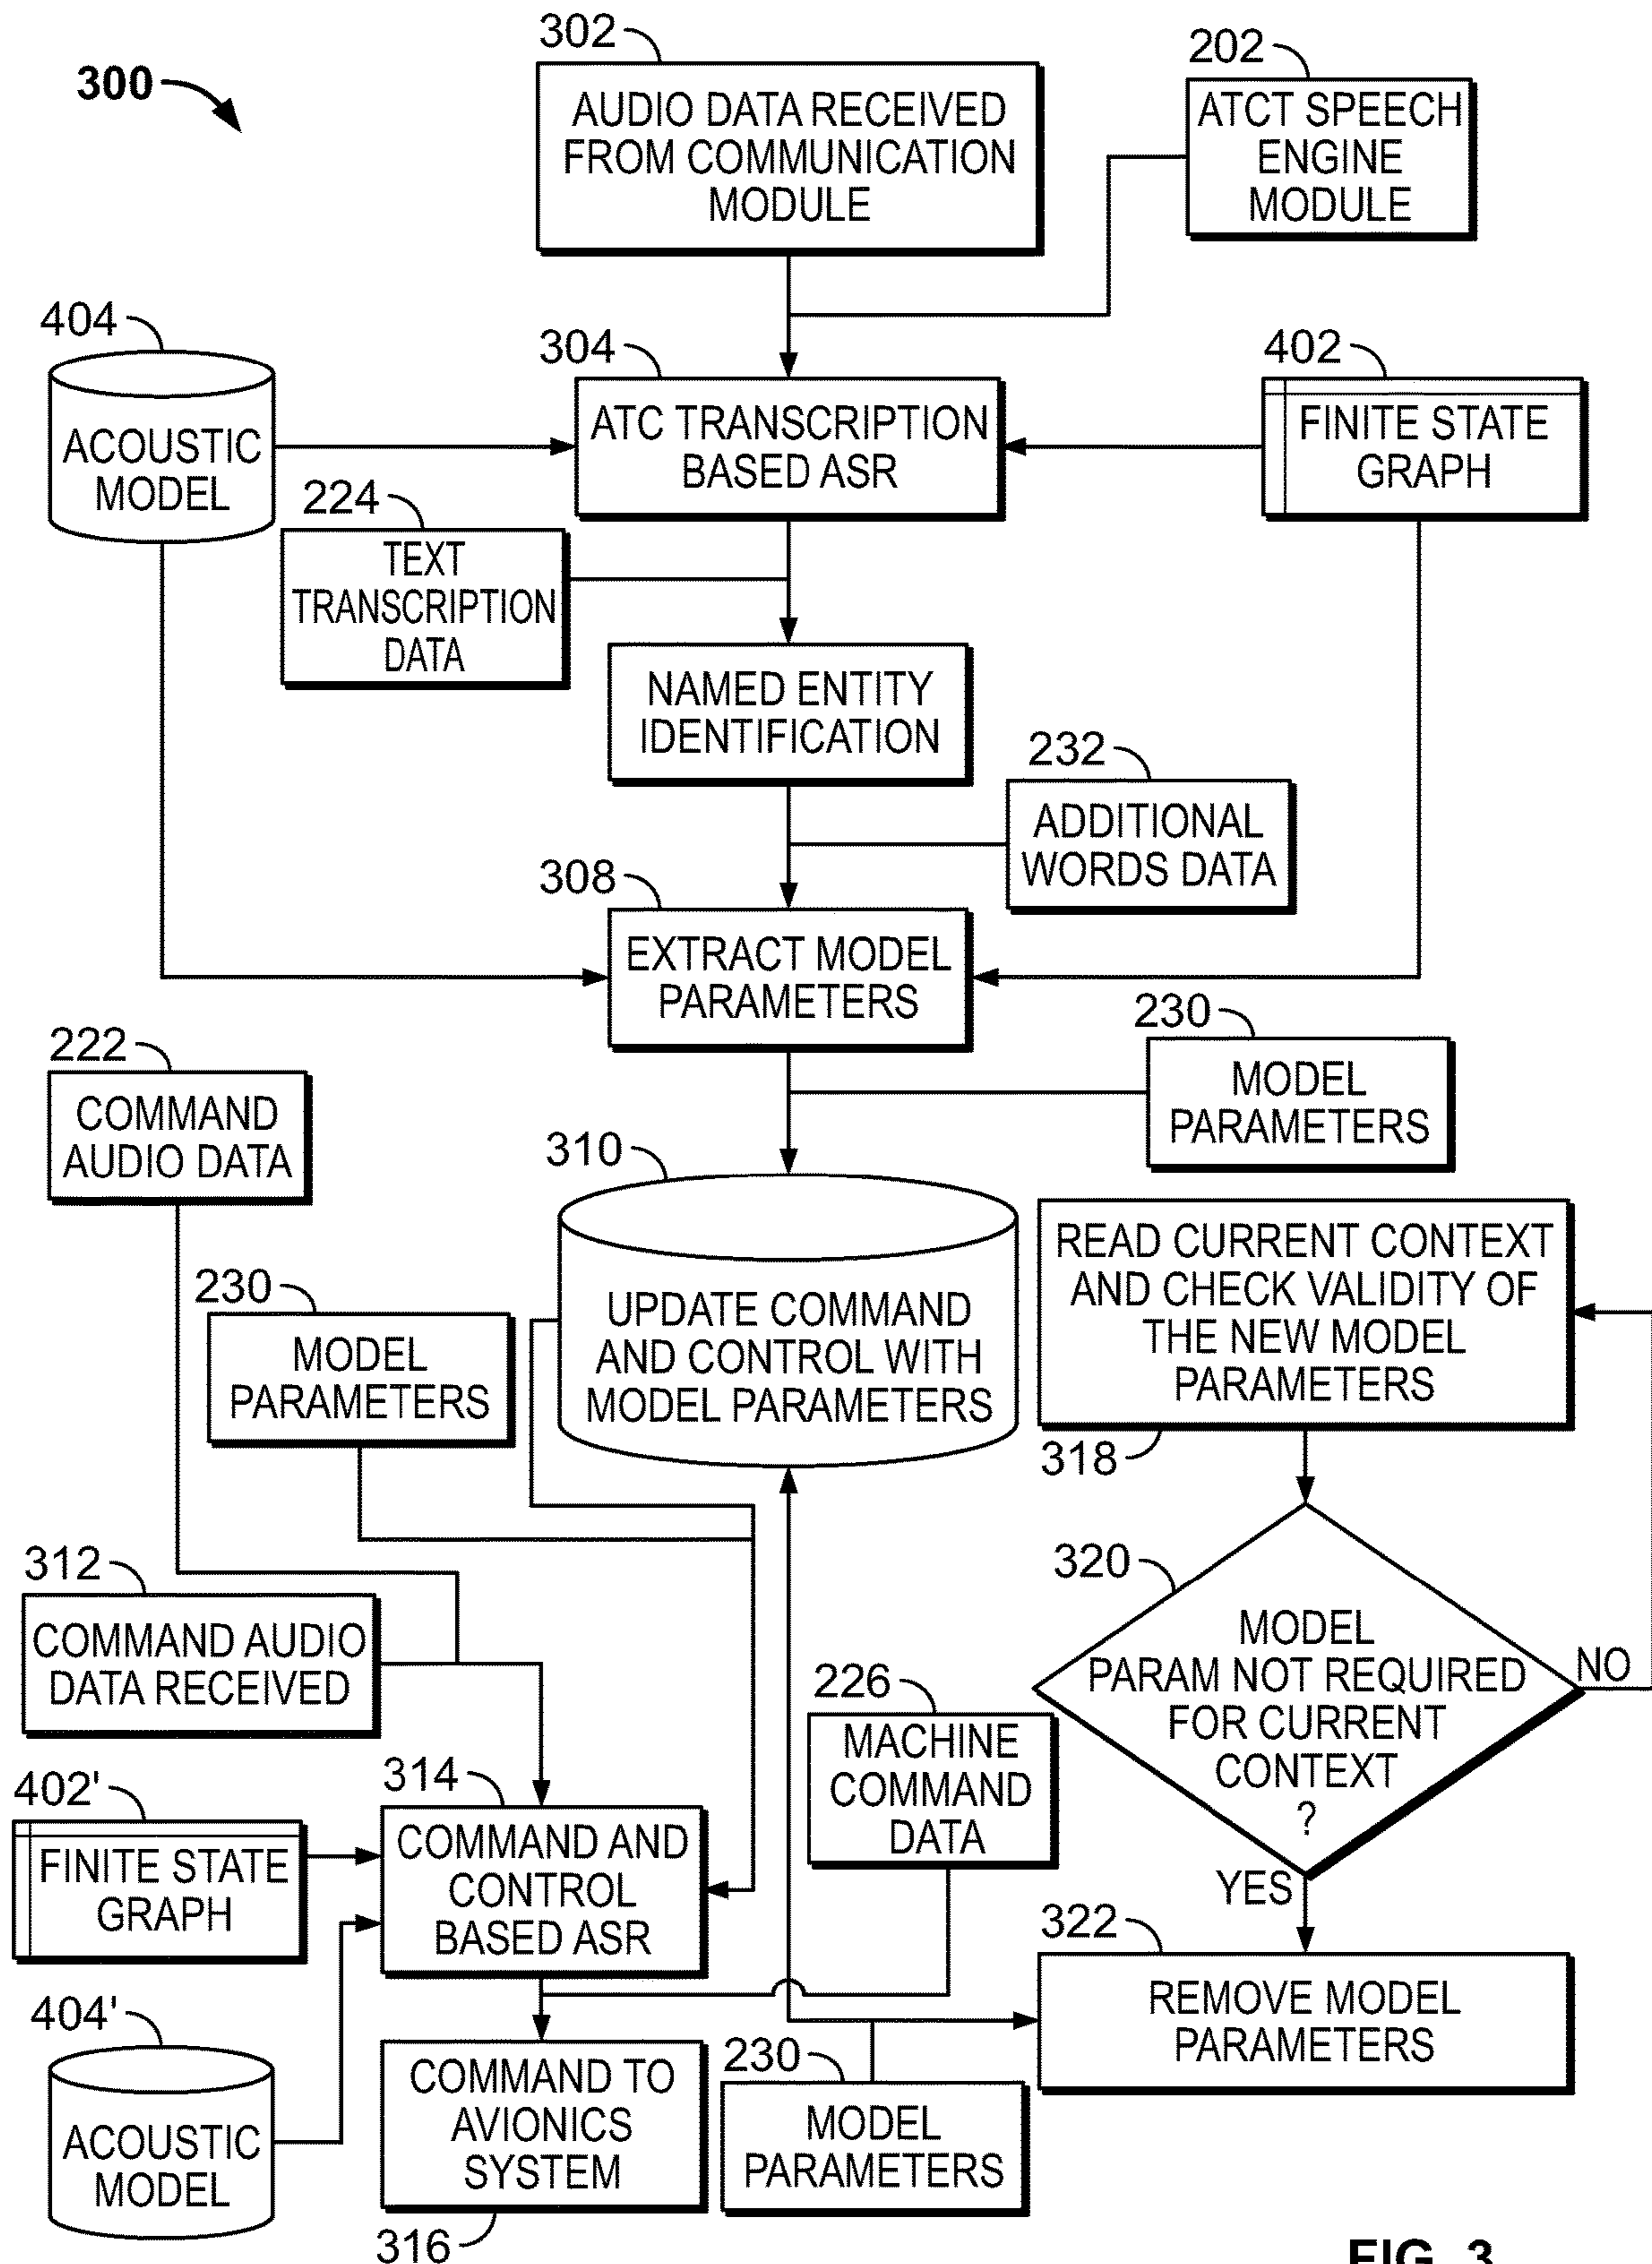 300
302
AUDIO DATA RECEIVED
FROM COMMUNICATION
MODULE
202
ATCT SPEECH
ENGINE
MODULE
404
ACOUSTIC
MODEL
304
ATC TRANSCRIPTION
BASED ASR
402
FINITE STATE
GRAPH
224
TEXT
TRANSCRIPTION
DATA
NAMED ENTITY
IDENTIFICATION
232
ADDITIONAL
WORDS DATA
308
EXTRACT MODEL
PARAMETERS
230
MODEL
PARAMETERS
222
COMMAND
AUDIO DATA
310
UPDATE COMMAND
AND CONTROL WITH
MODEL PARAMETERS
READ CURRENT CONTEXT
AND CHECK VALIDITY OF
THE NEW MODEL
PARAMETERS
318
230
MODEL
PARAMETERS
312
COMMAND AUDIO
DATA RECEIVED
320
MODEL
PARAM NOT REQUIRED
FOR CURRENT
CONTEXT
?
NO
YES
226
MACHINE
COMMAND
DATA
402'
FINITE STATE
GRAPH
314
COMMAND AND
CONTROL
BASED ASR
322
REMOVE MODEL
PARAMETERS
404'
ACOUSTIC
MODEL
COMMAND TO
AVIONICS
SYSTEM
316
230
MODEL
PARAMETERS
FIG. 3